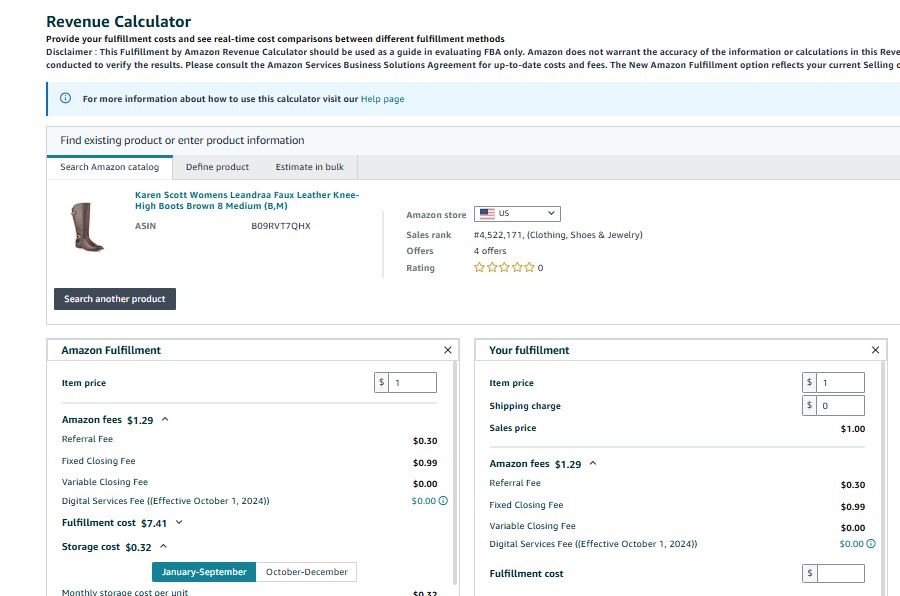 Revenue Calculator
Provide your fulfillment costs and see real-time cost comparisons between different fulfillment methods
Disclaimer : This Fulfillment by Amazon Revenue Calculator should be used as a guide in evaluating FBA only. Amazon does not warrant the accuracy of the information or calculations in this Reve
conducted to verify the results. Please consult the Amazon Services Business Solutions Agreement for up-to-date costs and fees. The New Amazon Fulfillment option reflects your current Selling
For more information about how to use this calculator visit our Help page
Find existing product or enter product information
Search Amazon catalog Define product Estimate in bulk
Karen Scott Womens Leandraa Faux Leather Knee-
High Boots Brown 8 Medium (B,M)
ASIN B09RVT7QHX
Amazon store US
Sales rank #4,522,171, (Clothing, Shoes & Jewelry)
Offers 4 offers
Rating 0
Search another product
Amazon Fulfillment
Item price $ 1
Amazon fees $1.29
Referral Fee $0.30
Fixed Closing Fee $0.99
Variable Closing Fee $0.00
Digital Services Fee ((Effective October 1, 2024)) $0.00
Fulfillment cost $7.41
Storage cost $0.32
January-September October-December
Monthly storage cost per unit $0.32
Your fulfillment
Item price $ 1
Shipping charge $ 0
Sales price $1.00
Amazon fees $1.29
Referral Fee $0.30
Fixed Closing Fee $0.99
Variable Closing Fee $0.00
Digital Services Fee ((Effective October 1, 2024)) $0.00
Fulfillment cost $